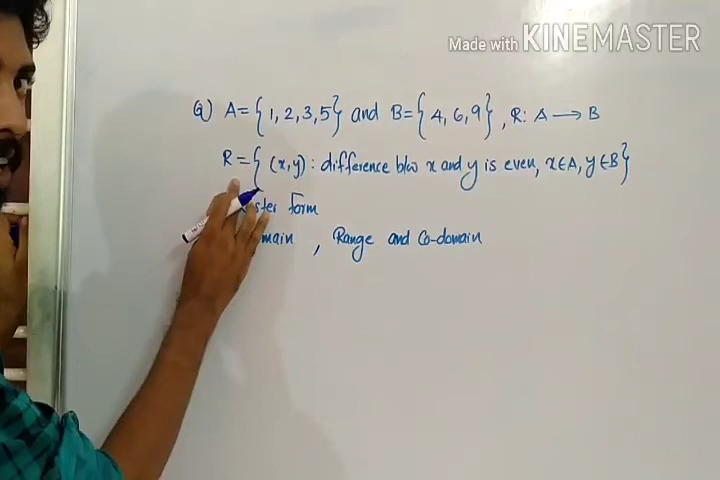 Made with KINEMASTER
Q) A = { 1, 2, 3, 5 } and B = { 4, 6, 9 }, R: A → B
R = { (x, y) : difference b/w x and y is even, x ∈ A, y ∈ B }
form
, Range and Co-domain